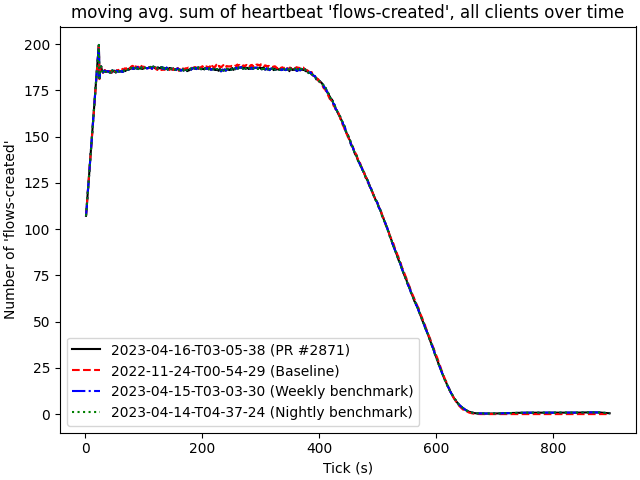 moving avg. sum of heartbeat 'flows-created', all clients over time
Number of 'flows-created'
200
175
150
125
100
75
50
25
0
2023-04-16-T03-05-38 (PR #2871)
2022-11-24-T00-54-29 (Baseline)
2023-04-15-T03-03-30 (Weekly benchmark)
2023-04-14-T04-37-24 (Nightly benchmark)
0 200 400 600 800
Tick (s)